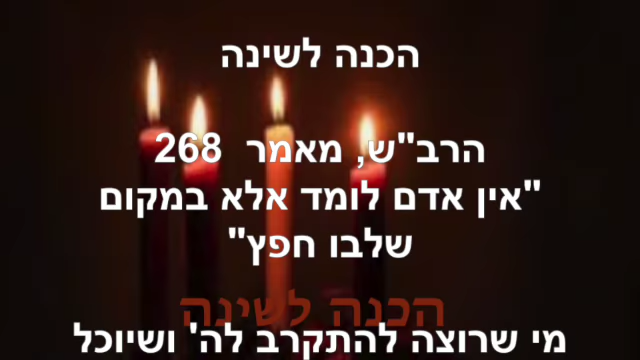 הכנה לשינה
הרב"ש, מאמר 268
"אין אדם לומד אלא במקום
שלבו חפץ"
הכנה לשינה
מי שרוצה להתקרב לה' ושיוכל